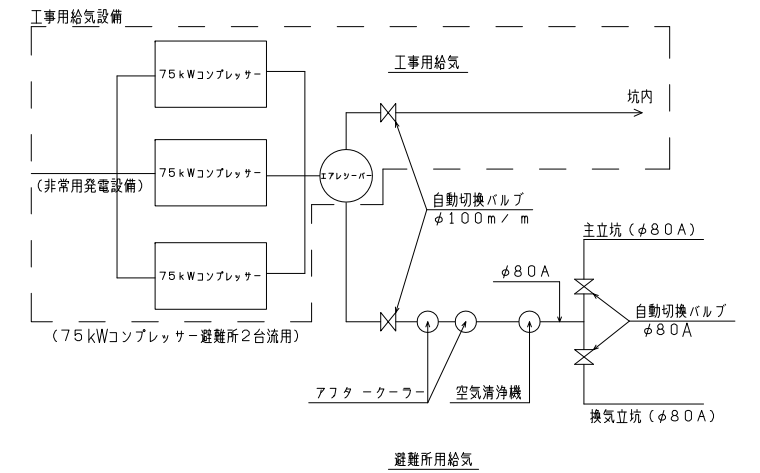 工事用給気設備
工事用給気
75kWコンプレッサー
坑内
75kWコンプレッサー
エアレシーバー
(非常用発電設備)
自動切換バルブ
φ100m/m
主立坑(φ80A)
75kWコンプレッサー
φ80A
自動切換バルブ
φ80A
(75kWコンプレッサー避難所2台流用)
アフタークーラー
空気清浄機
換気立坑(φ80A)
避難所用給気